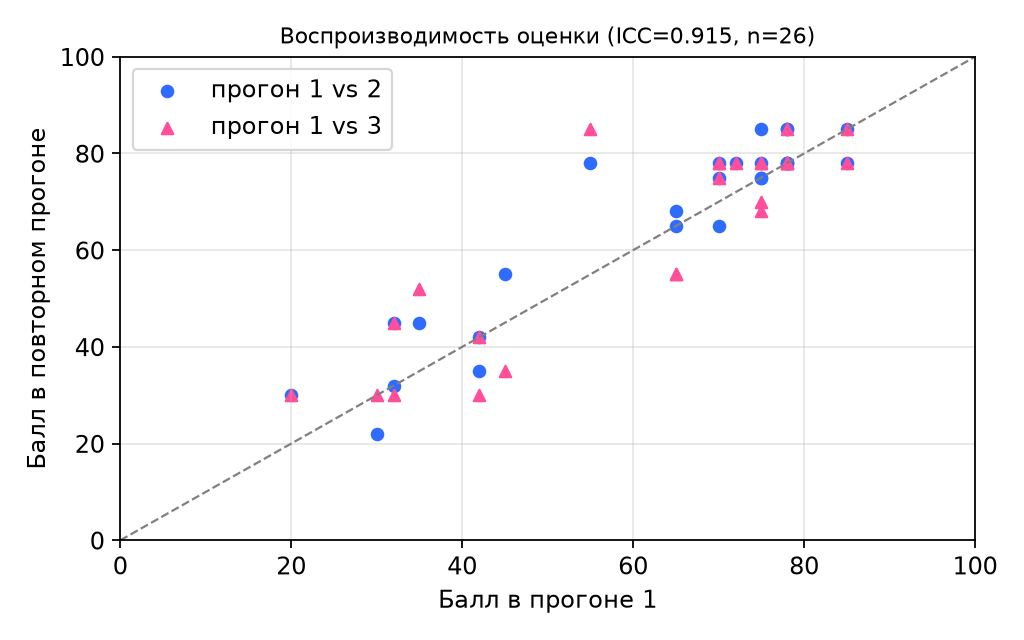 Воспроизводимость оценки (ICC=0.915, n=26)
прогон 1 vs 2
прогон 1 vs 3
Балл в повторном прогоне
100
80
60
40
20
0
0 20 40 60 80 100
Балл в прогоне 1